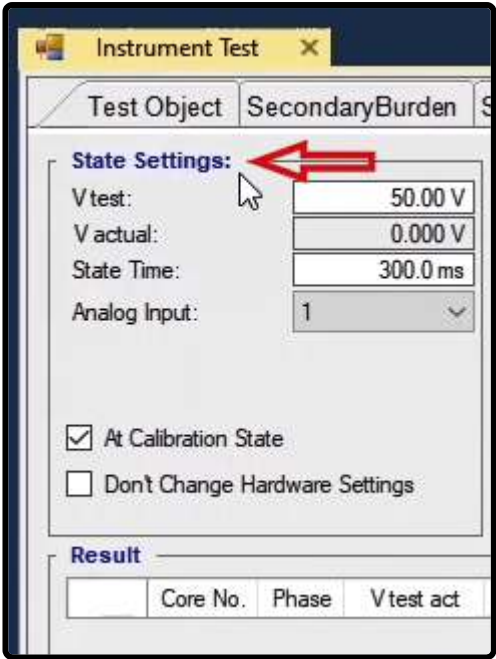 Instrument Test
Test Object SecondaryBurden
State Settings:
V test: 50.00 V
V actual: 0.000 V
State Time: 300.0 ms
Analog Input: 1
At Calibration State
Don't Change Hardware Settings
Result
Core No. Phase V test act